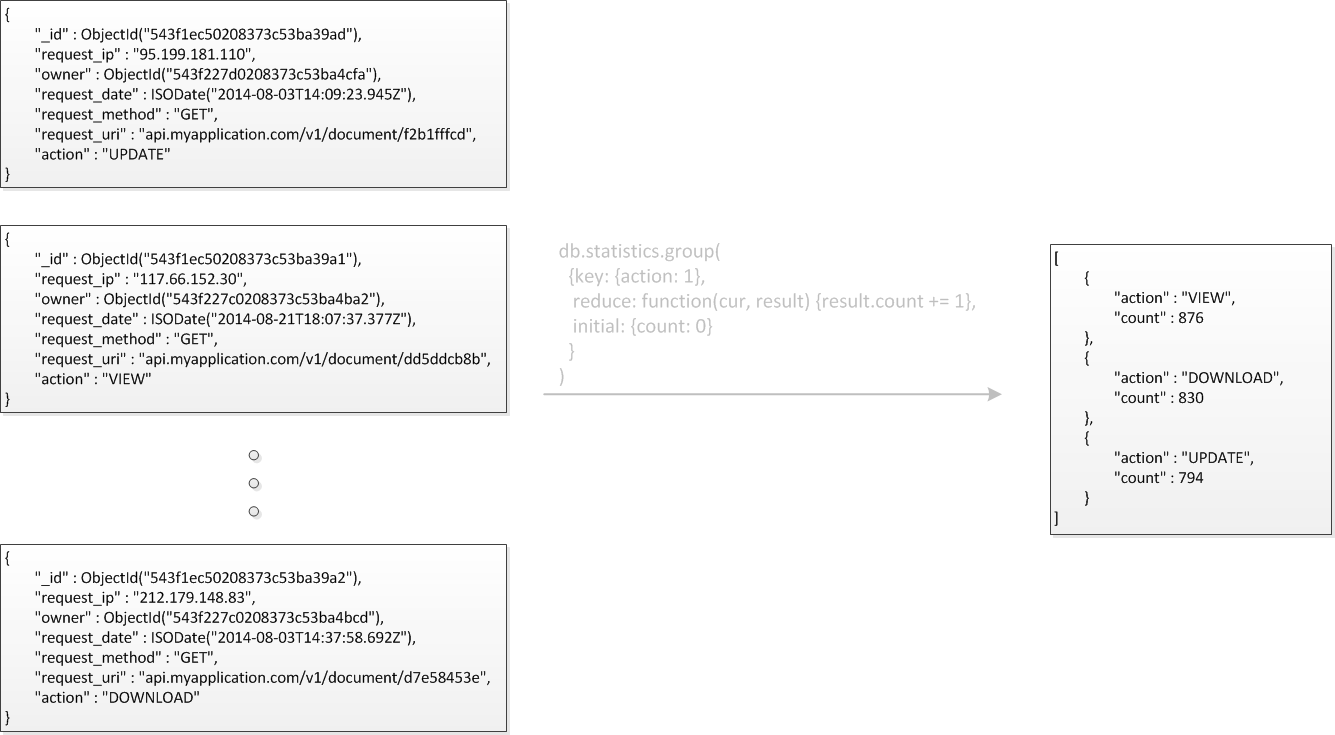 {
"_id" : ObjectId("543f1ec50208373c53ba39ad"),
"request_ip" : "95.199.181.110",
"owner" : ObjectId("543f227d0208373c53ba4cfa"),
"request_date" : ISODate("2014-08-03T14:09:23.945Z"),
"request_method" : "GET",
"request_uri" : "api.myapplication.com/v1/document/f2b1fffcd",
"action" : "UPDATE"
}
{
"_id" : ObjectId("543f1ec50208373c53ba39a1"),
"request_ip" : "117.66.152.30",
"owner" : ObjectId("543f227c0208373c53ba4ba2"),
"request_date" : ISODate("2014-08-21T18:07:37.377Z"),
"request_method" : "GET",
"request_uri" : "api.myapplication.com/v1/document/dd5ddcb8b",
"action" : "VIEW"
}
{
"_id" : ObjectId("543f1ec50208373c53ba39a2"),
"request_ip" : "212.179.148.83",
"owner" : ObjectId("543f227c0208373c53ba4bcd"),
"request_date" : ISODate("2014-08-03T14:37:58.692Z"),
"request_method" : "GET",
"request_uri" : "api.myapplication.com/v1/document/d7e58453e",
"action" : "DOWNLOAD"
}
db.statistics.group(
{key: {action: 1},
reduce: function(cur, result) {result.count += 1},
initial: {count: 0}
}
)
[
{
"action" : "VIEW",
"count" : 876
},
{
"action" : "DOWNLOAD",
"count" : 830
},
{
"action" : "UPDATE",
"count" : 794
}
]